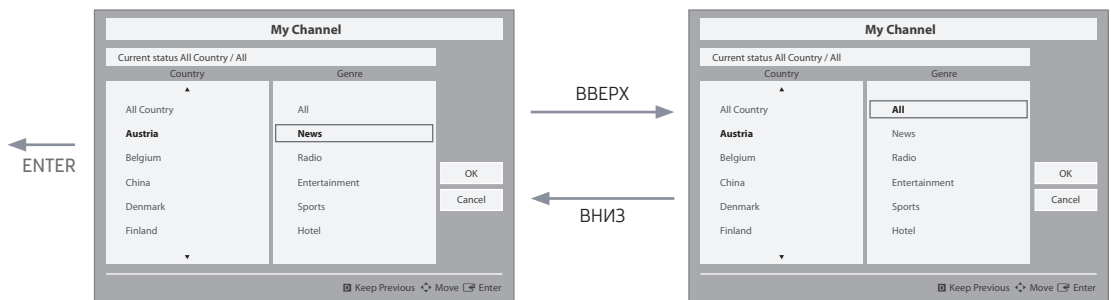 My Channel
Current status All Country / All
Country Genre
All Country All
Austria News
Belgium Radio
China Entertainment
Denmark Sports
Finland Hotel
OK
Cancel
D Keep Previous Move Enter
ENTER
ВВЕРХ
ВНИЗ
My Channel
Current status All Country / All
Country Genre
All Country All
Austria News
Belgium Radio
China Entertainment
Denmark Sports
Finland Hotel
OK
Cancel
D Keep Previous Move Enter